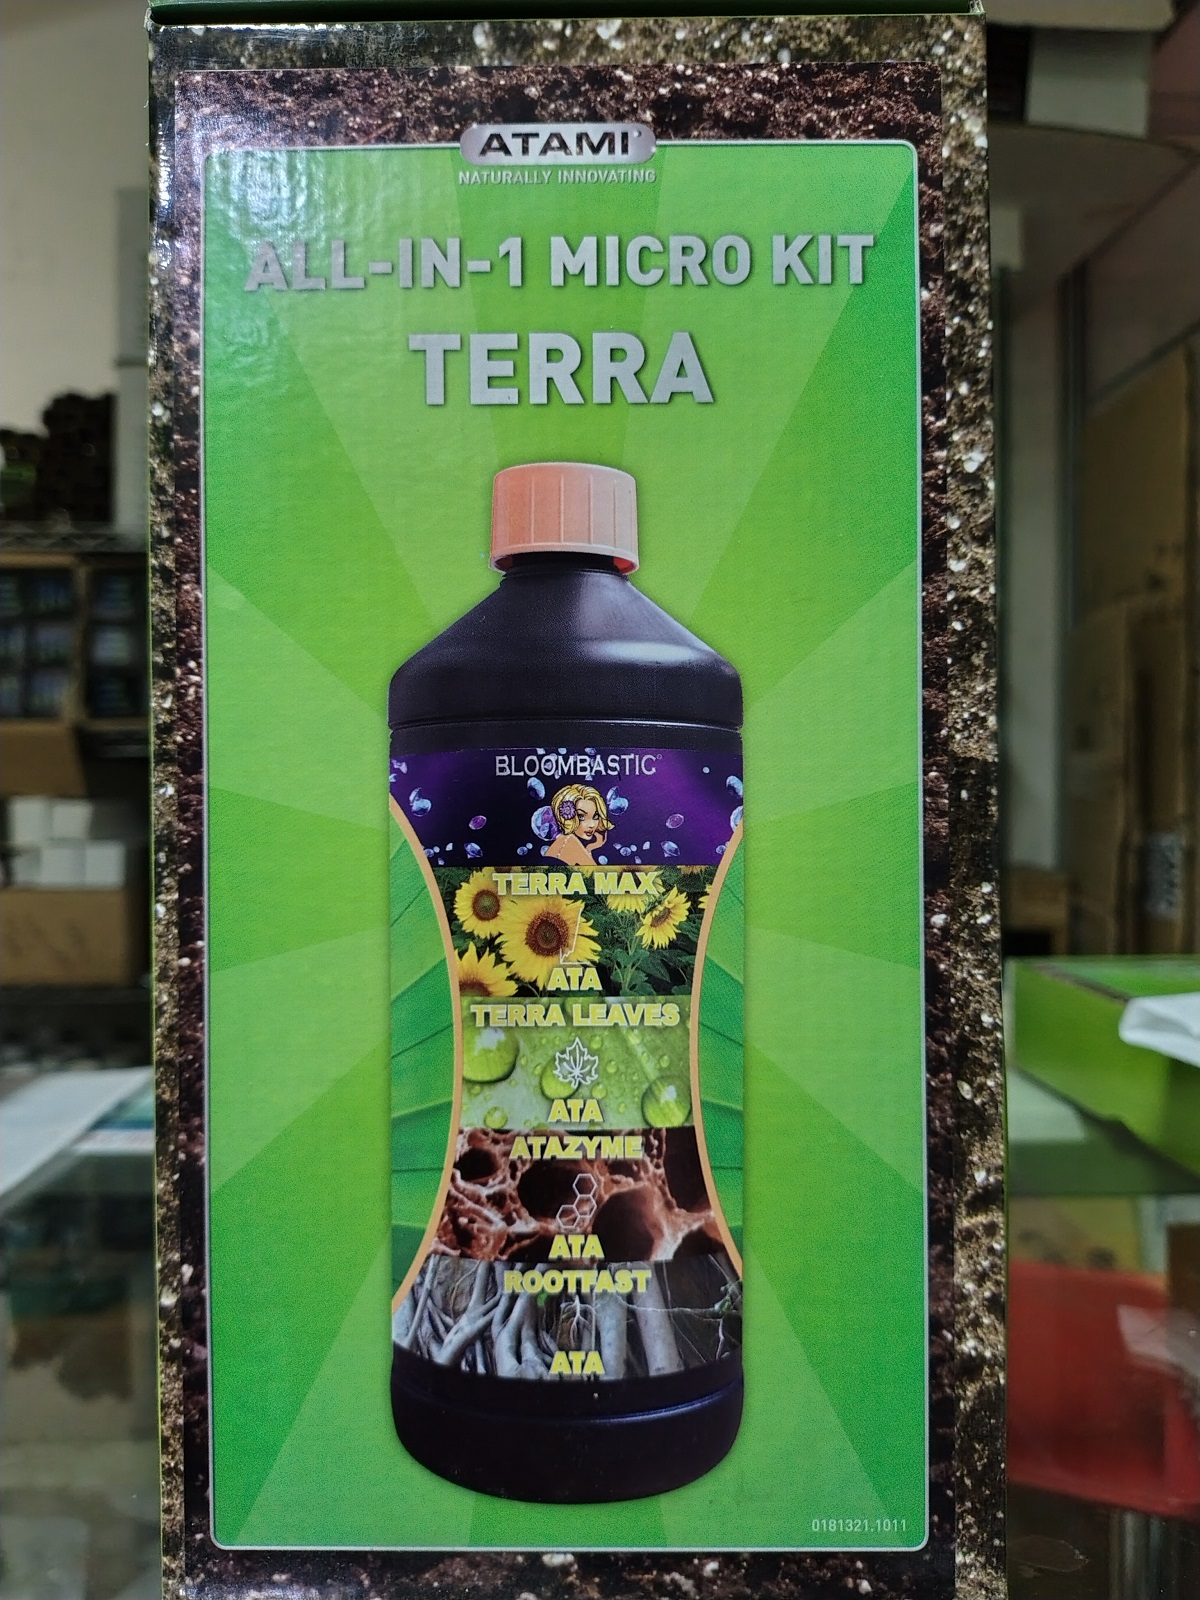 ATAMI
NATURALLY INNOVATING
ALL-IN-1 MICRO KIT
TERRA
BLOOMBASTIC
TERRA MAX
ATA
TERRA LEAVES
ATA
ATAZYME
ATA
ROOTFAST
ATA
0181321.1011